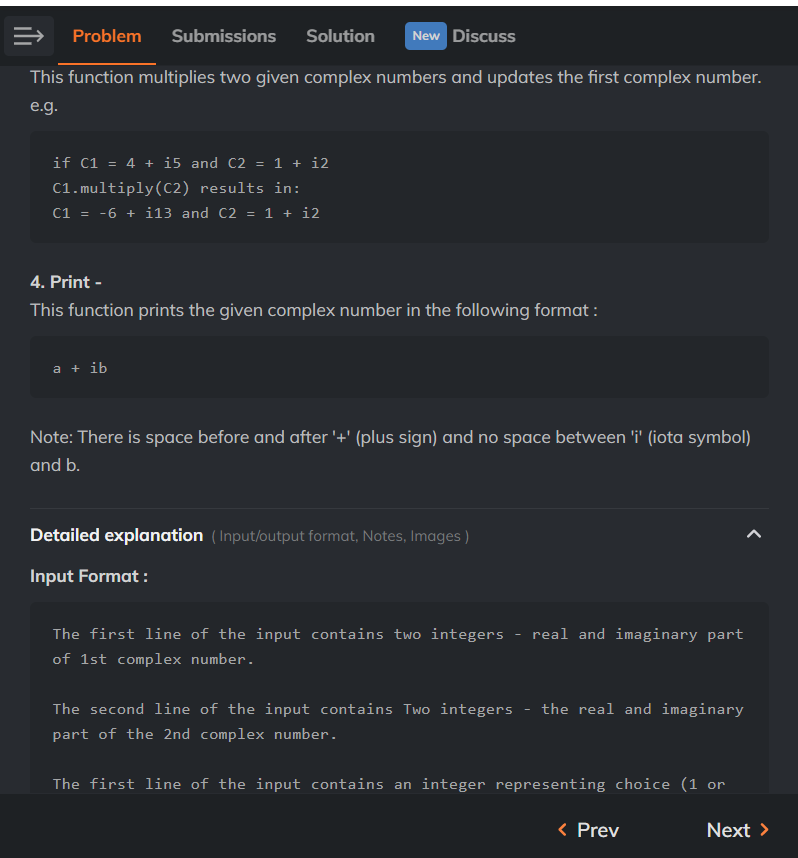 Problem Submissions Solution New Discuss
This function multiplies two given complex numbers and updates the first complex number.
e.g.
if C1 = 4 + i5 and C2 = 1 + i2
C1.multiply(C2) results in:
C1 = -6 + i13 and C2 = 1 + i2
4. Print -
This function prints the given complex number in the following format :
a + ib
Note: There is space before and after '+' (plus sign) and no space between 'i' (iota symbol)
and b.
Detailed explanation ( Input/output format, Notes, Images )
Input Format :
The first line of the input contains two integers - real and imaginary part
of 1st complex number.
The second line of the input contains Two integers - the real and imaginary
part of the 2nd complex number.
The first line of the input contains an integer representing choice (1 or
Prev Next